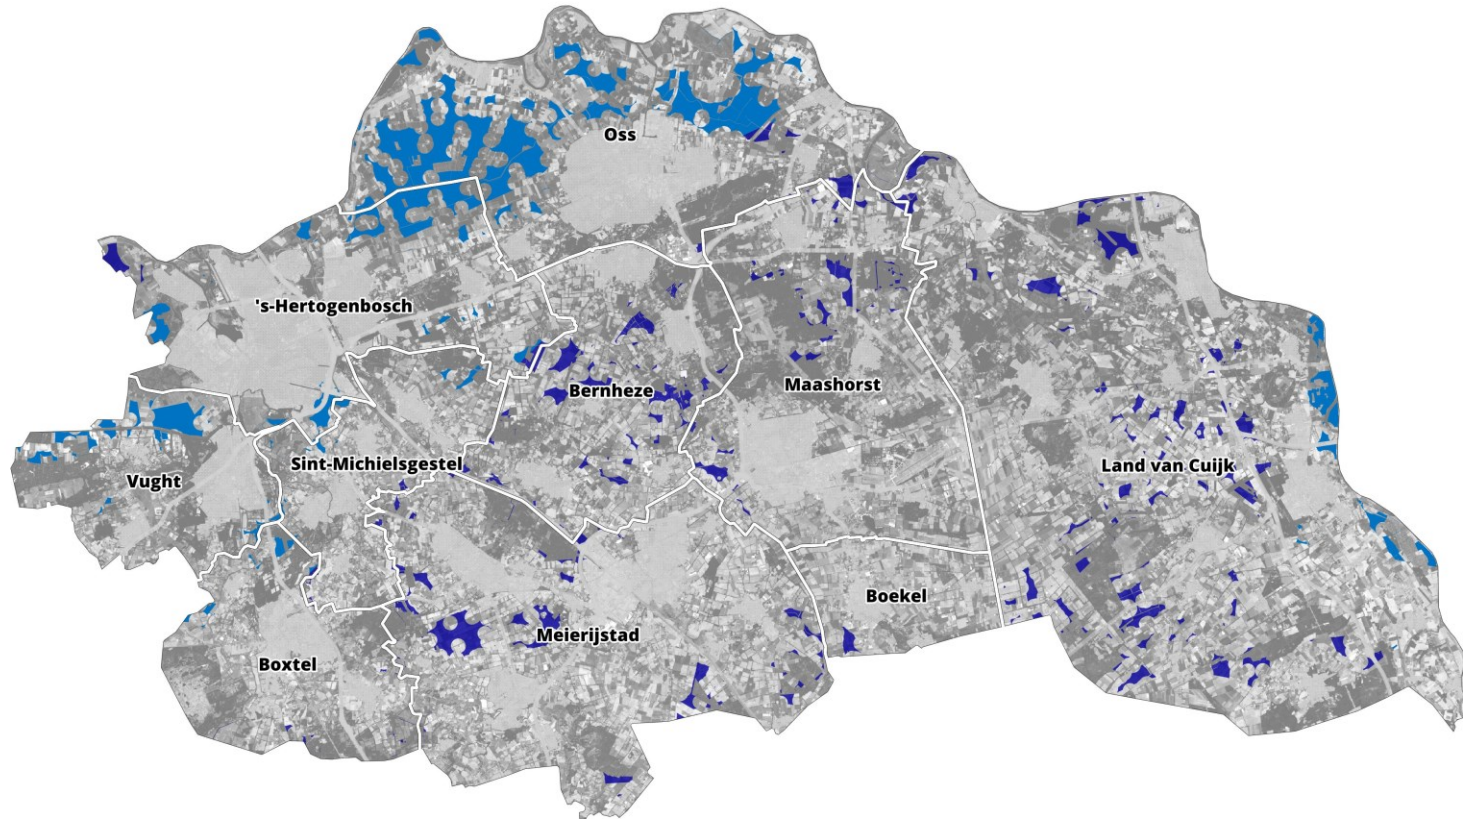 Oss
's-Hertogenbosch
Bernheze
Maashorst
Sint-Michielsgestel
Land van Cuijk
Vught
Boekel
Meierijstad
Boxtel